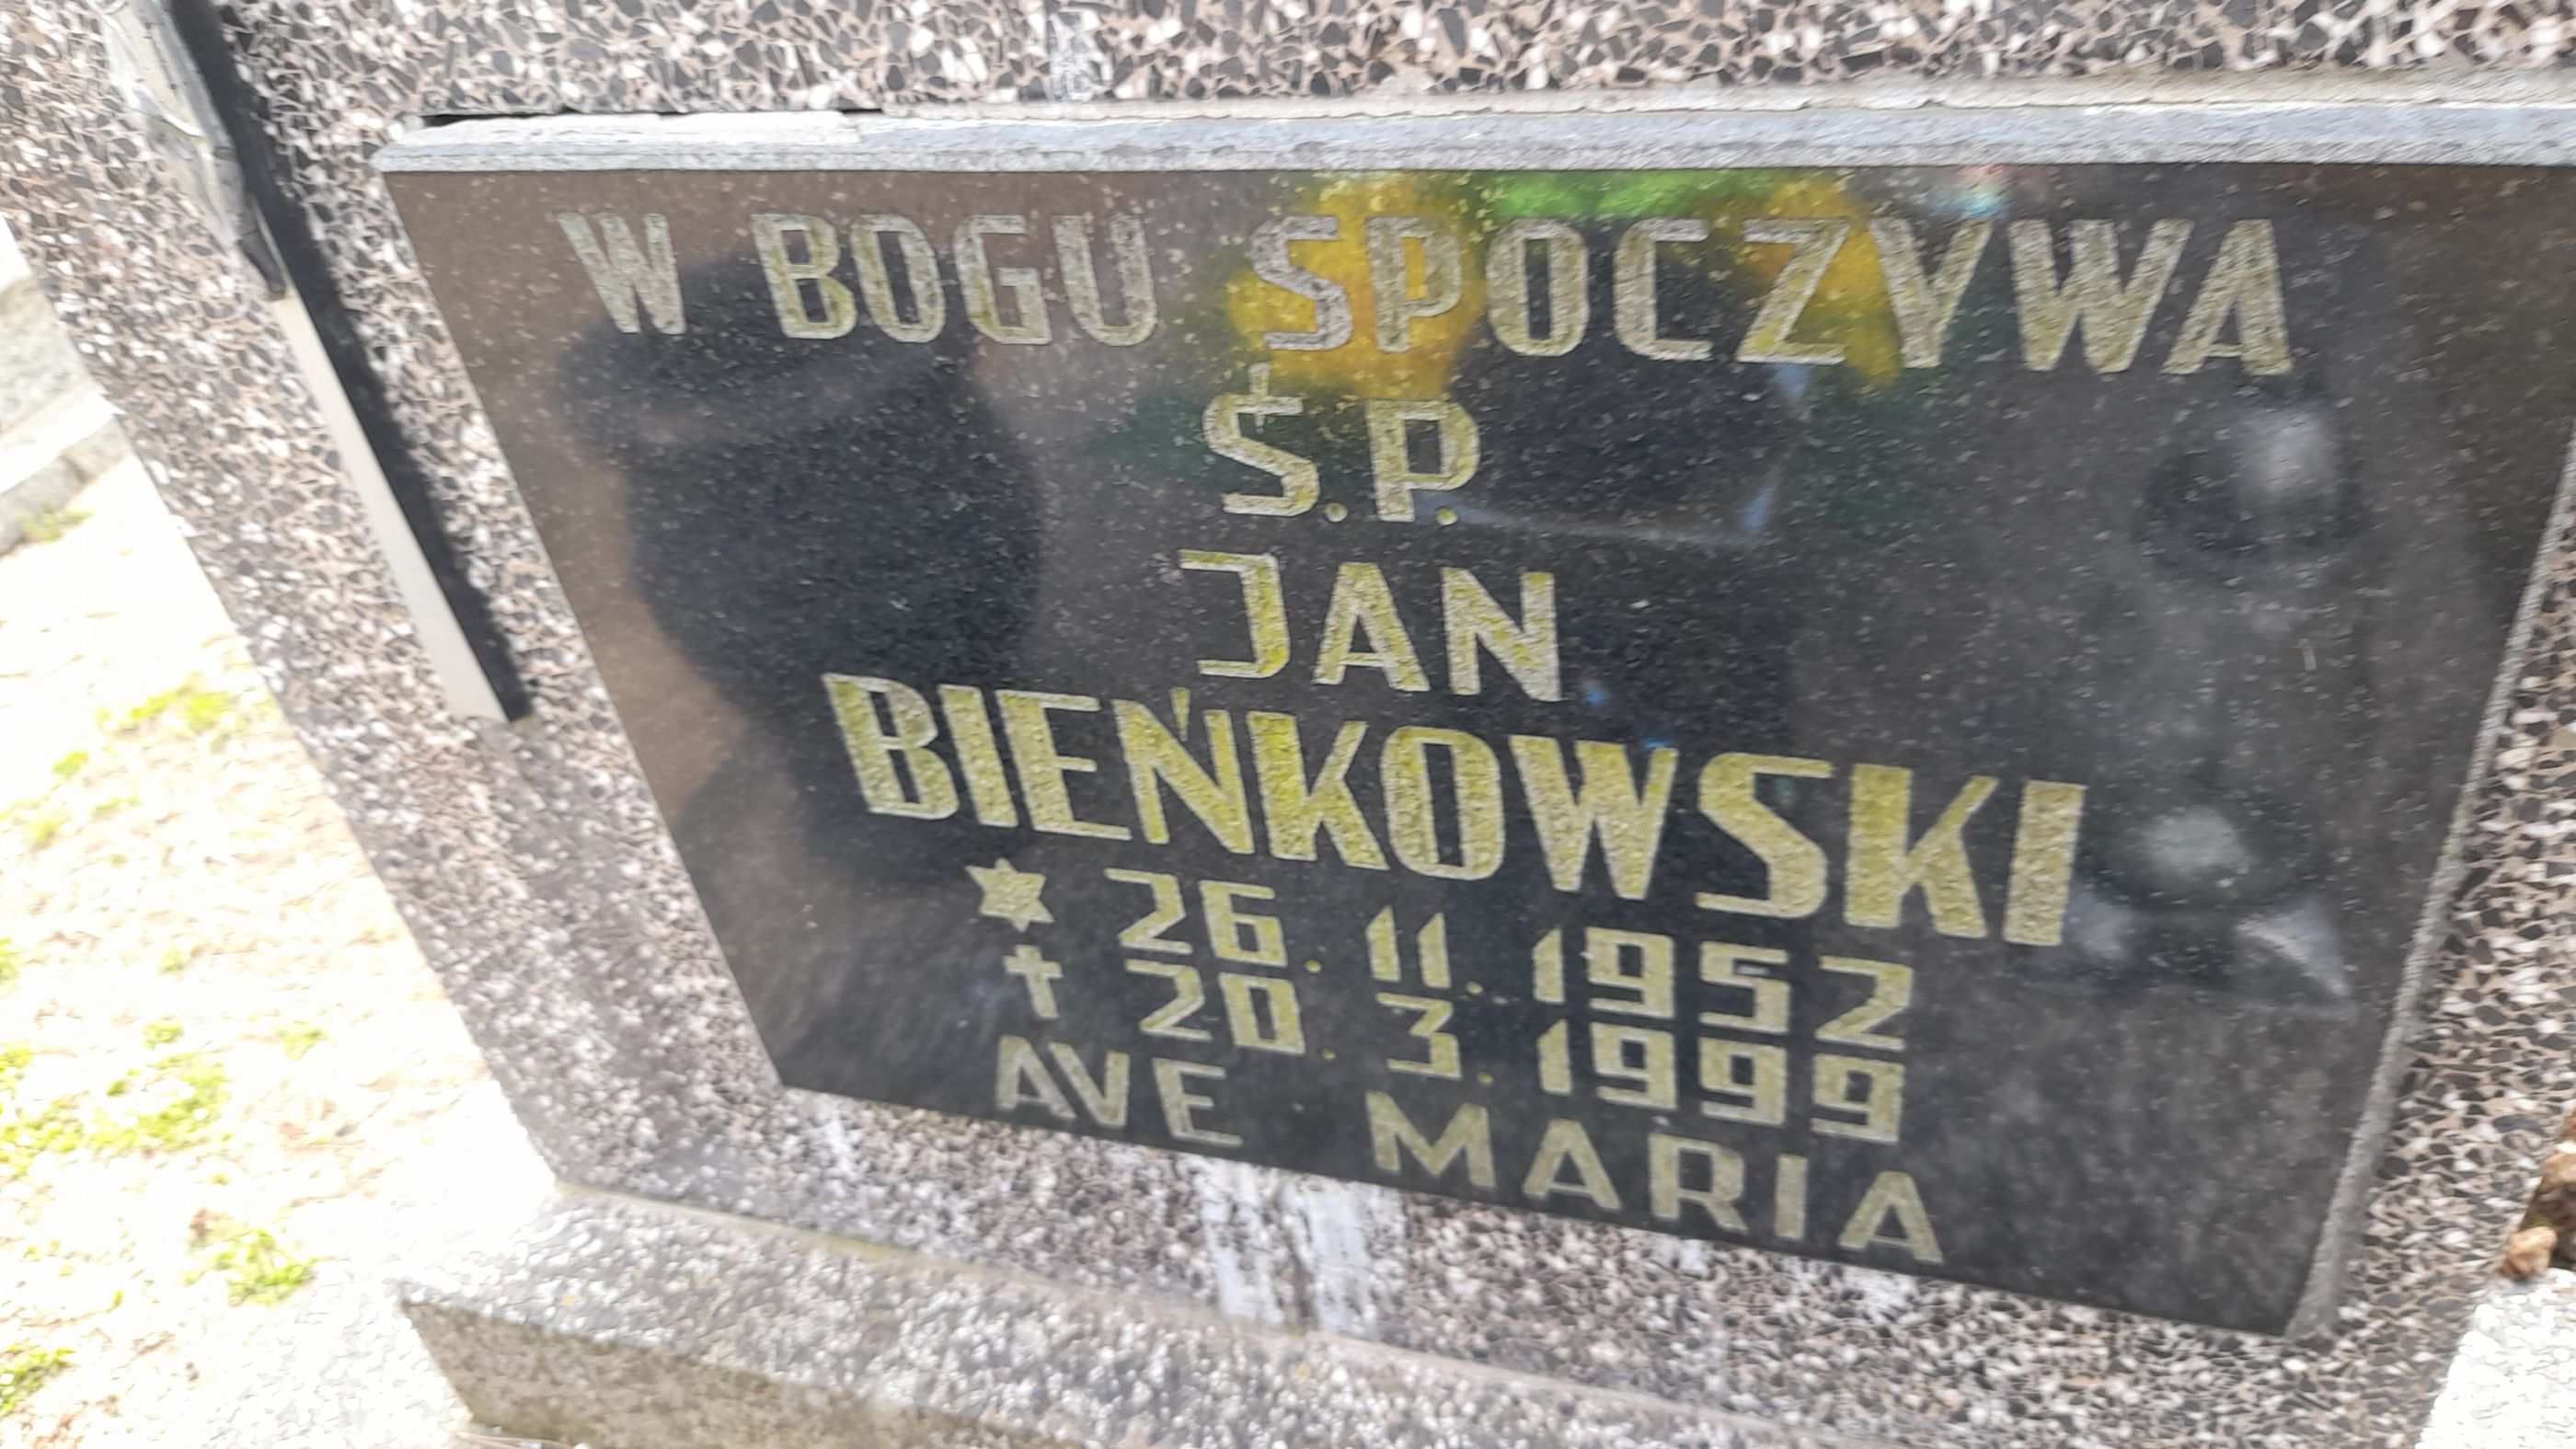 W BOGU SPOCZYWA
Ś.P.
JAN
BIEŃKOWSKI
✶ 26.11.1952
✝ 20.3.1999
AVE MARIA